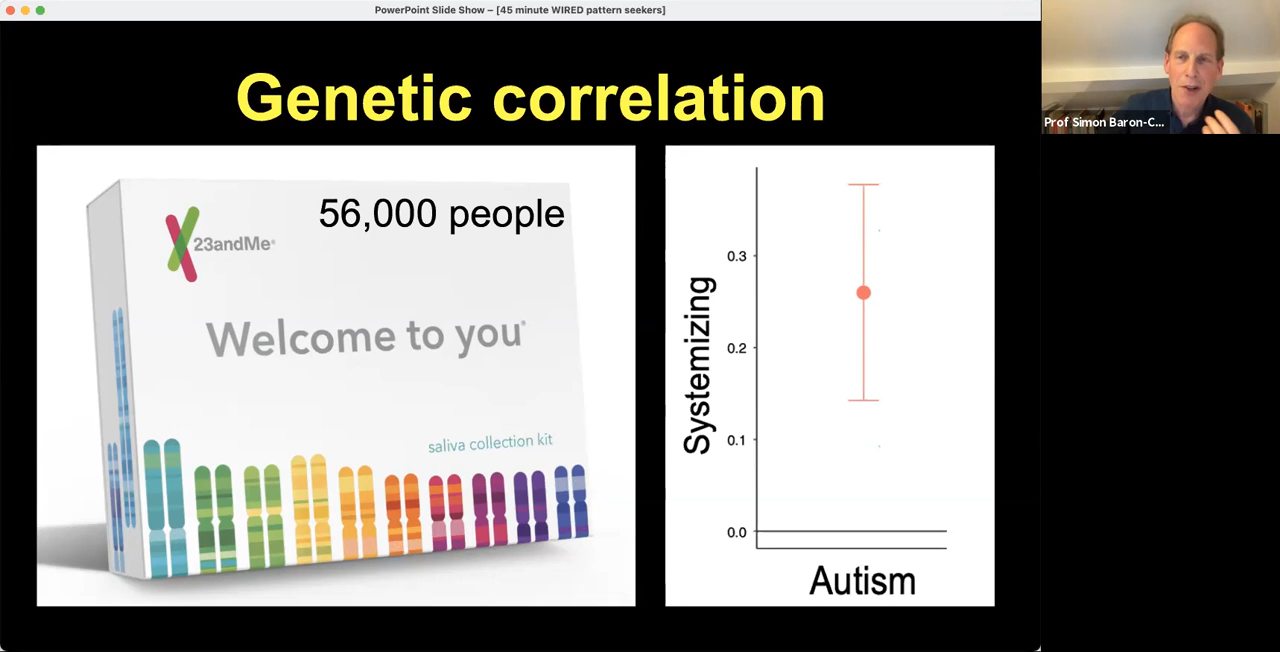 PowerPoint Slide Show – [45 minute WIRED pattern seekers]
Genetic correlation
56,000 people
23andMe®
Welcome to you®
saliva collection kit
Systemizing
0.3
0.2
0.1
0.0
Autism
Prof Simon Baron-C...